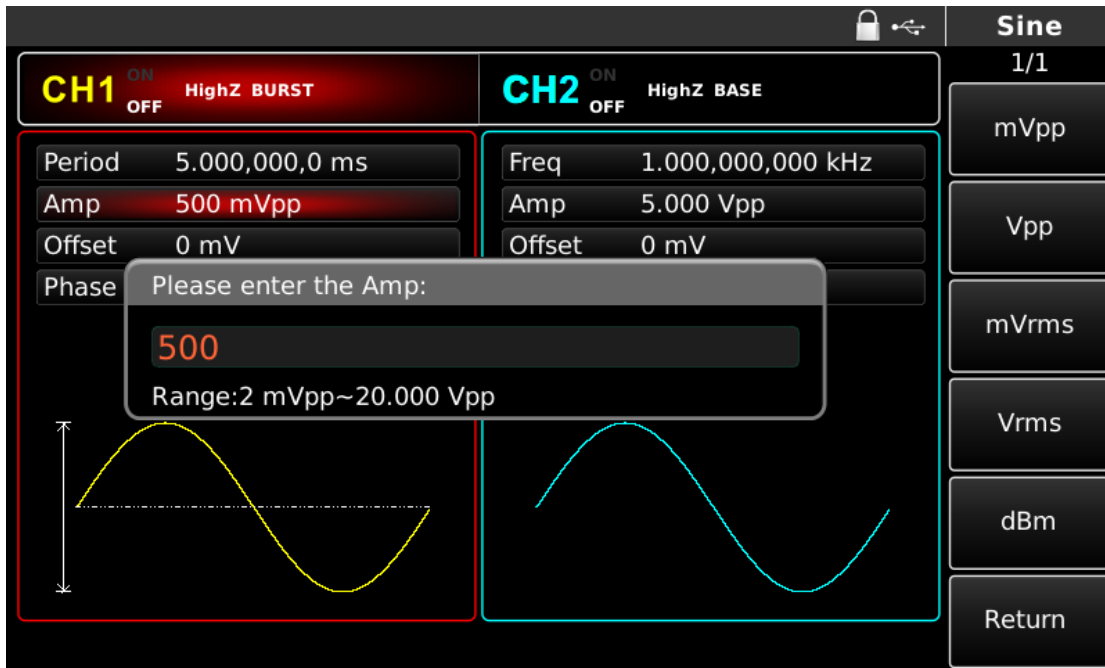 Sine
1/1
CH1 ON OFF HighZ BURST
CH2 ON OFF HighZ BASE
Period 5.000,000,0 ms
Amp 500 mVpp
Offset 0 mV
Phase
Freq 1.000,000,000 kHz
Amp 5.000 Vpp
Offset 0 mV
Please enter the Amp:
500
Range:2 mVpp~20.000 Vpp
mVpp
Vpp
mVrms
Vrms
dBm
Return